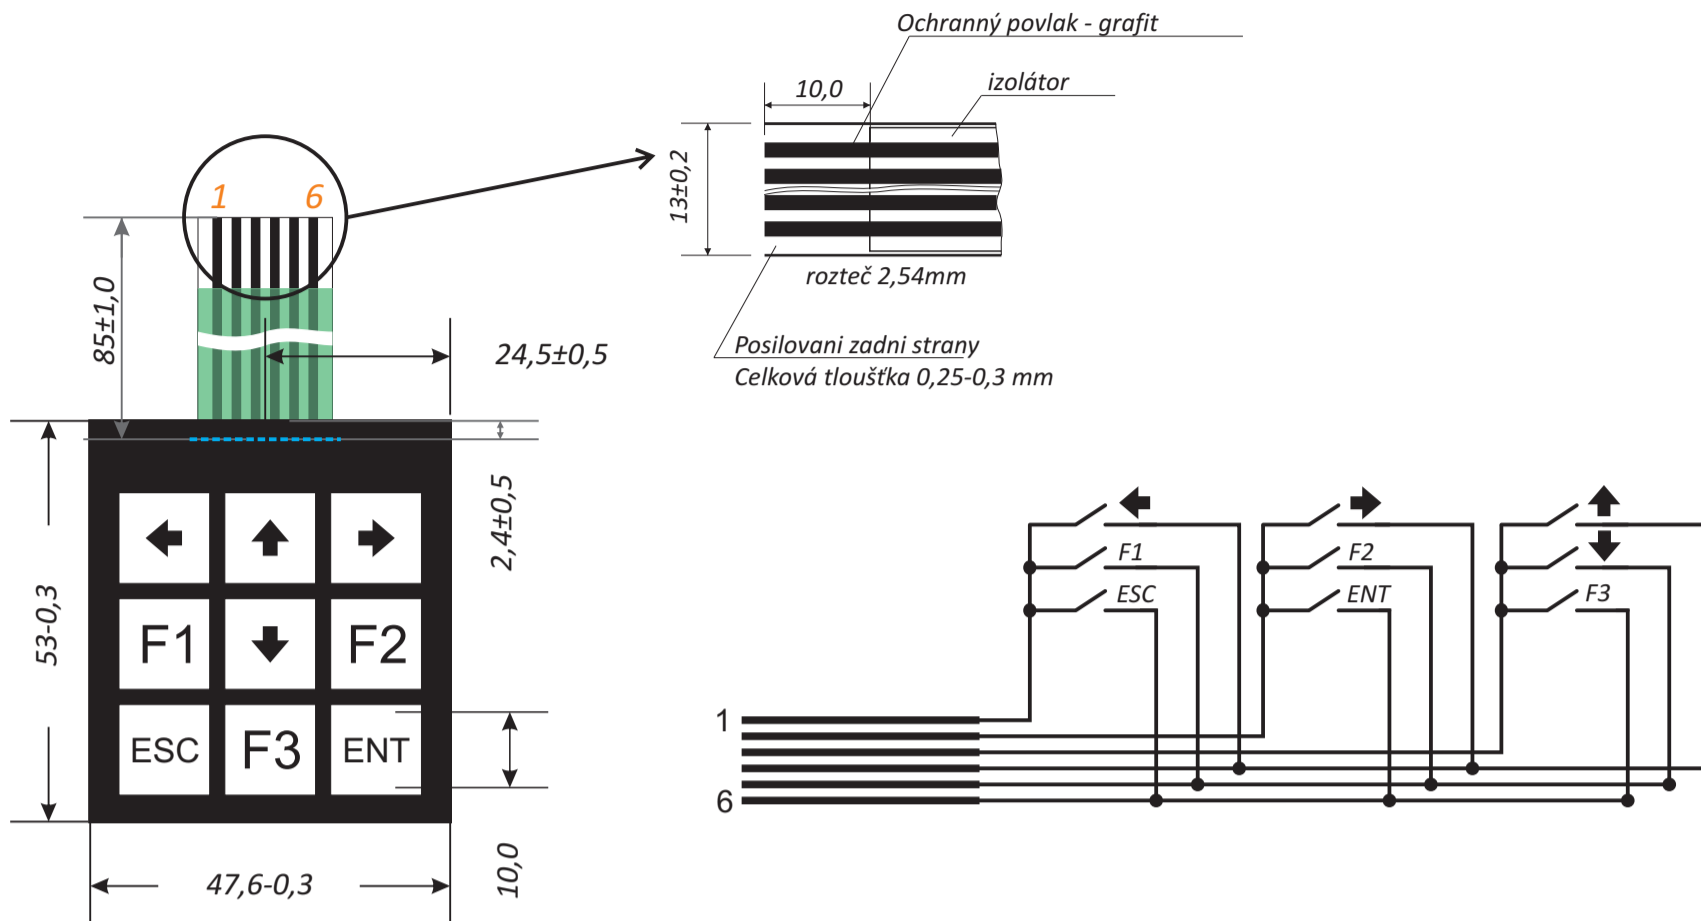 Ochranný povlak - grafit
izolátor
10,0
13±0,2
rozteč 2,54mm
Posilovani zadni strany
Celková tloušťka 0,25-0,3 mm
1 6
85±1,0
24,5±0,5
2,4±0,5
53-0,3
F1 F2
ESC F3 ENT
10,0
47,6-0,3
F1 F2
ESC ENT F3
1
6